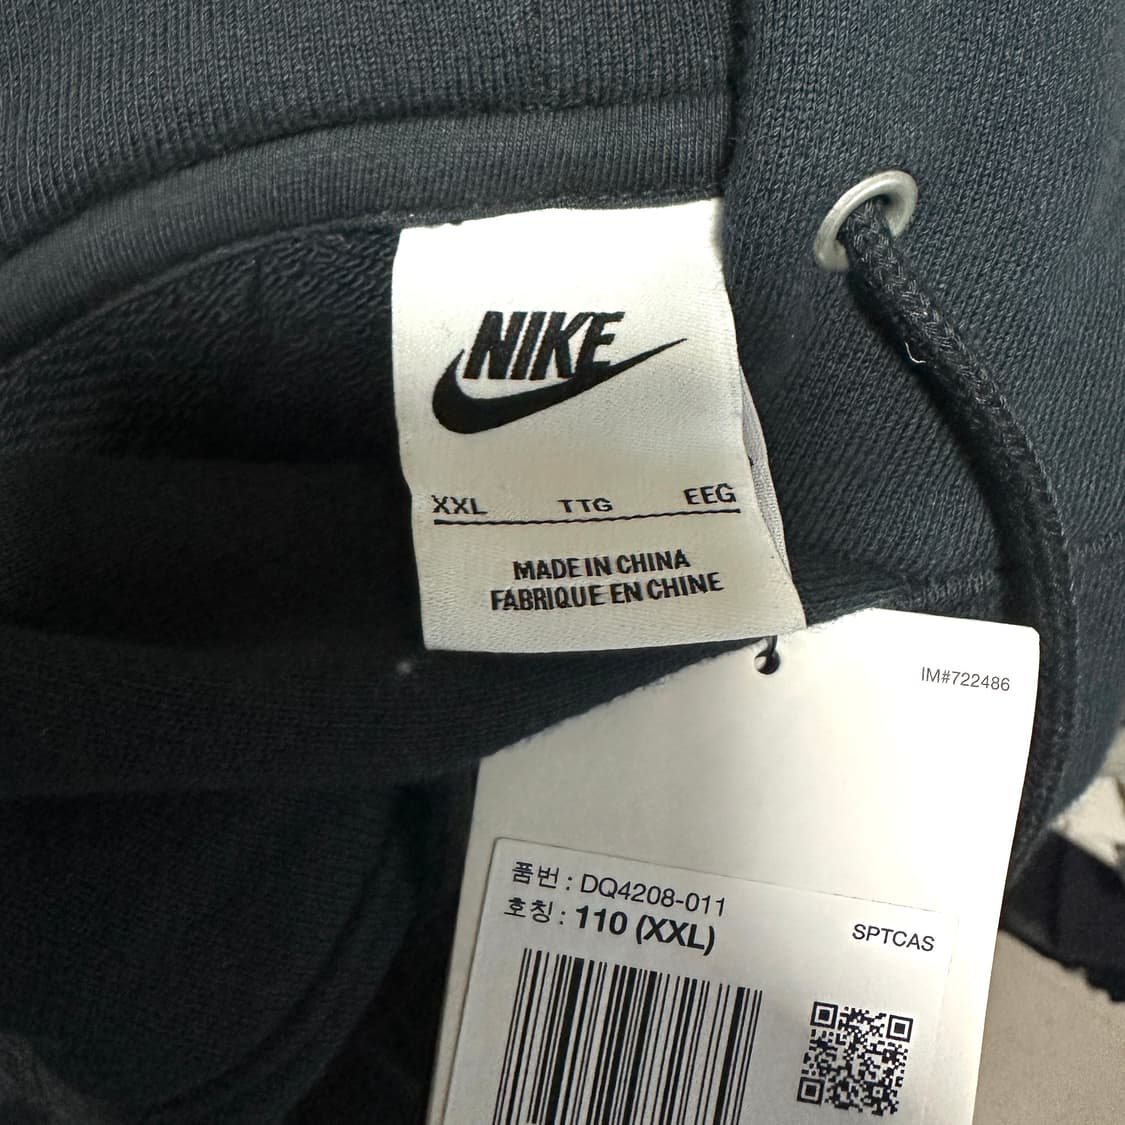 NIKE
XXL TTG EEG
MADE IN CHINA
FABRIQUE EN CHINE
IM#722486
품번 : DQ4208-011
호칭 : 110 (XXL)
SPTCAS